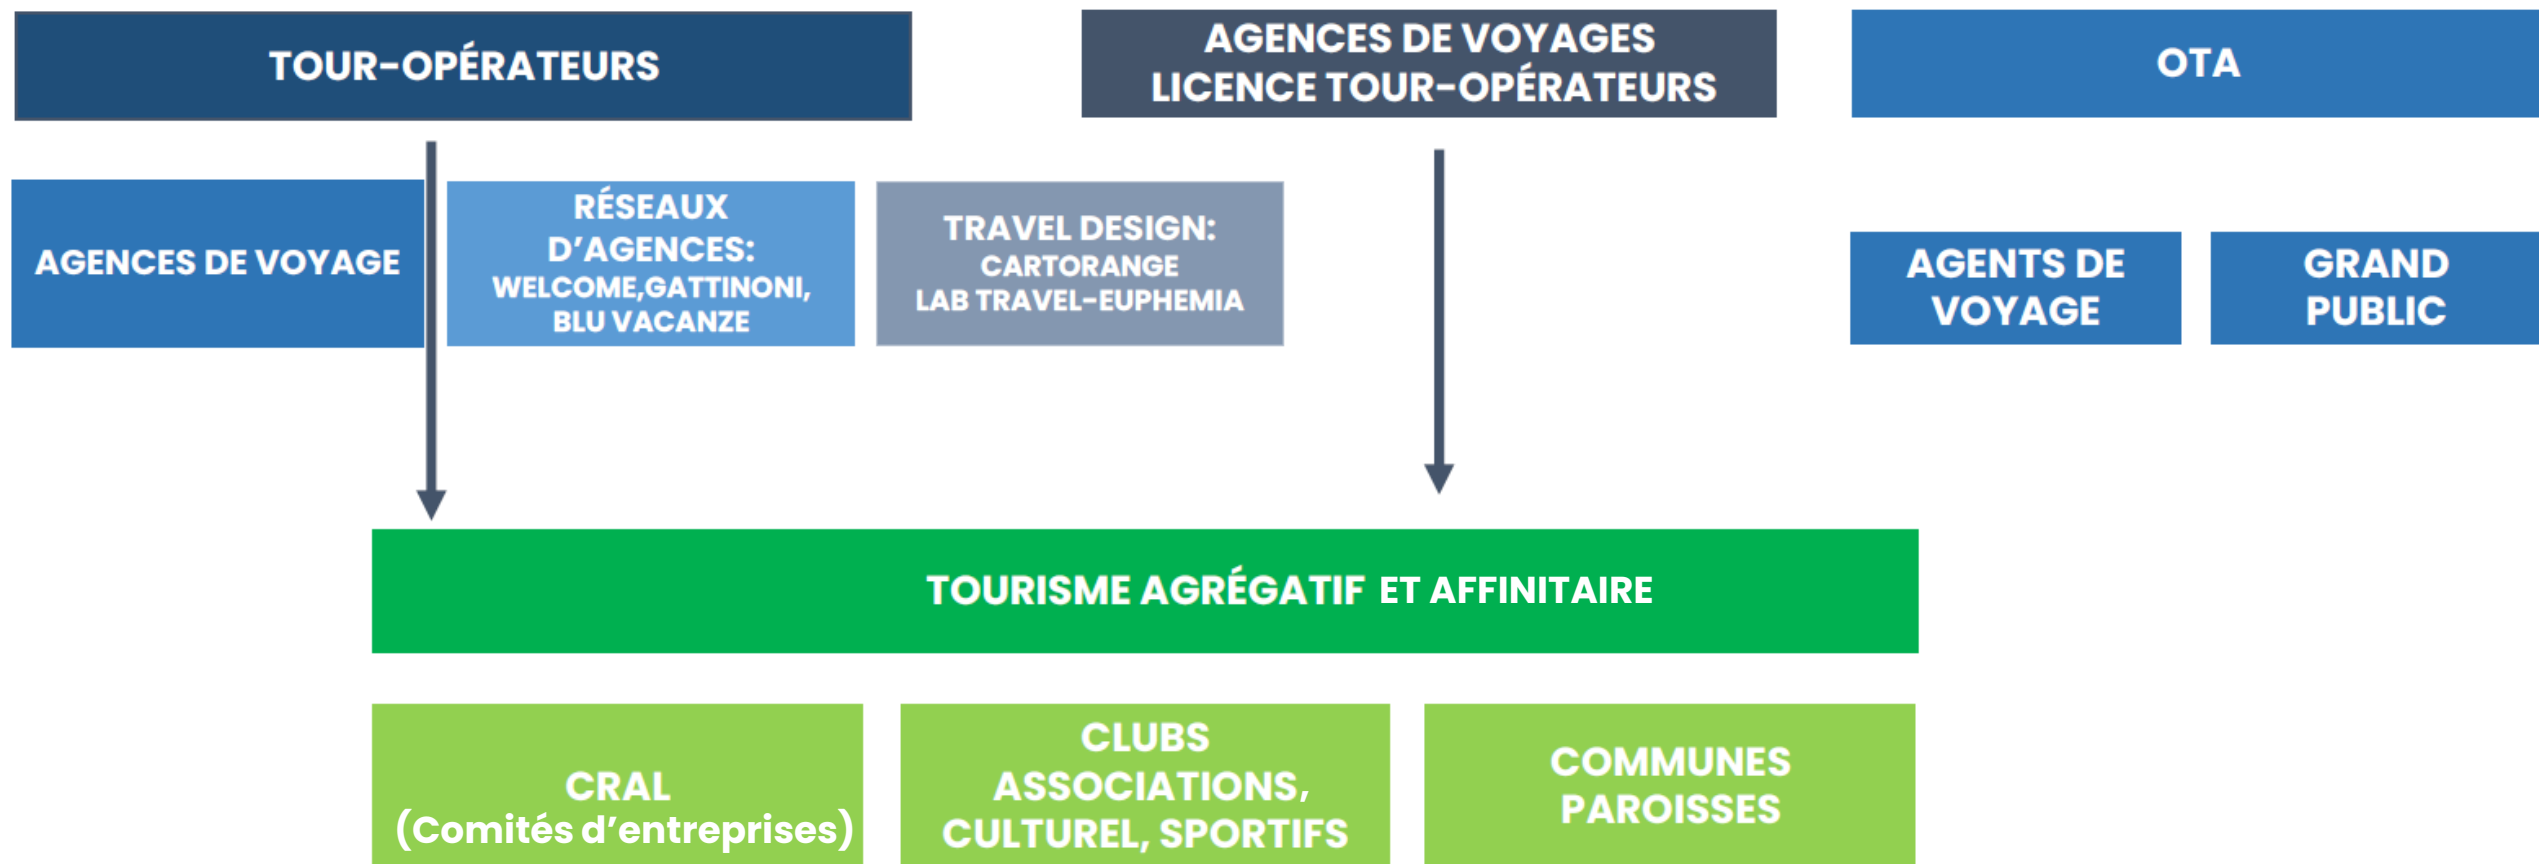 TOUR-OPÉRATEURS
AGENCES DE VOYAGES
LICENCE TOUR-OPÉRATEURS
OTA
AGENCES DE VOYAGE
RÉSEAUX
D’AGENCES:
WELCOME,GATTINONI,
BLU VACANZE
TRAVEL DESIGN:
CARTORANGE
LAB TRAVEL-EUPHEMIA
AGENTS DE
VOYAGE
GRAND
PUBLIC
TOURISME AGRÉGATIF ET AFFINITAIRE
CRAL
(Comités d’entreprises)
CLUBS
ASSOCIATIONS,
CULTUREL, SPORTIFS
COMMUNES
PAROISSES